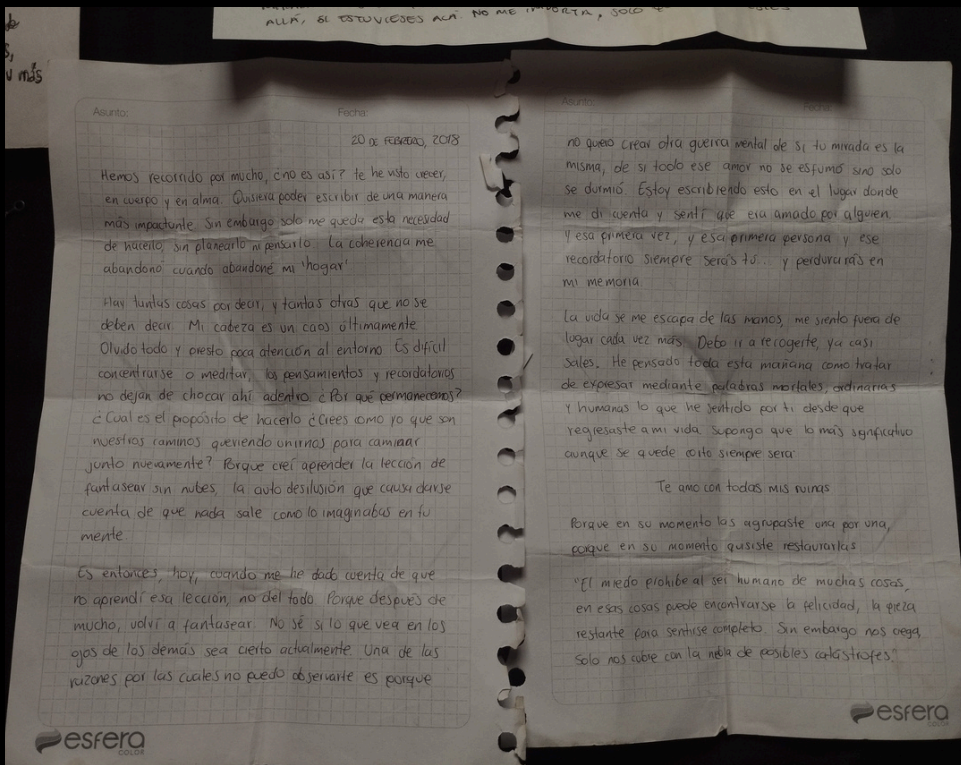 ALLÁ, SI ESTUVIESES ACÁ. NO ME IMPORTA, SOLO
u más
Asunto:
Fecha:
20 DE FEBRERO, 2018
Hemos recorrido por mucho, ¿no es así? te he visto crecer,
en cuerpo y en alma. Quisiera poder escribir de una manera
más impactante. Sin embargo solo me queda esta necesidad
de hacerlo, sin planearlo ni pensarlo. La coherencia me
abandonó cuando abandoné mi 'hogar'
Hay tantas cosas por decir, y tantas otras que no se
deben decir. Mi cabeza es un caos últimamente
Olvido todo y presto poca atención al entorno. Es difícil
concentrarse o meditar, los pensamientos y recordatorios
no dejan de chocar ahí adentro. ¿Por qué permanecemos?
¿Cual es el propósito de hacerlo ¿Crees como yo que son
nuestros caminos queriendo unirnos para caminar
junto nuevamente? Porque creí aprender la lección de
fantasear sin nubes, la auto desilusión que causa darse
cuenta de que nada sale como lo imaginabas en tu
mente
Es entonces, hoy, cuando me he dado cuenta de que
no aprendí esa lección, no del todo. Porque después de
mucho, volví a fantasear. No sé si lo que vea en los
ojos de los demás sea cierto actualmente. Una de las
razones por las cuales no puedo observarte es porque
esfera
COLOR
Asunto:
Fecha:
no quiero crear otra guerra mental de si tu mirada es la
misma, de si todo ese amor no se esfumó sino solo
se durmió. Estoy escribiendo esto en el lugar donde
me di cuenta y sentí que era amado por alguien
Y esa primera vez, y esa primera persona y ese
recordatorio siempre serás tú... y perdurarás en
mi memoria.
La vida se me escapa de las manos, me siento fuera de
lugar cada vez más. Debo ir a recogerte, ya casi
sales. He pensado toda esta mañana como tratar
de expresar mediante palabras mortales, ordinarias
y humanas lo que he sentido por ti desde que
regresaste a mi vida. Supongo que lo más significativo
aunque se quede corto siempre será
Te amo con todas mis ruinas
Porque en su momento las agrupaste una por una,
porque en su momento quisiste restaurarlas
"El miedo prohibe al ser humano de muchas cosas,
en esas cosas puede encontrarse la felicidad, la pieza
restante para sentirse completo. Sin embargo nos ciega,
solo nos cubre con la niebla de posibles catástrofes."
esfera
COLOR